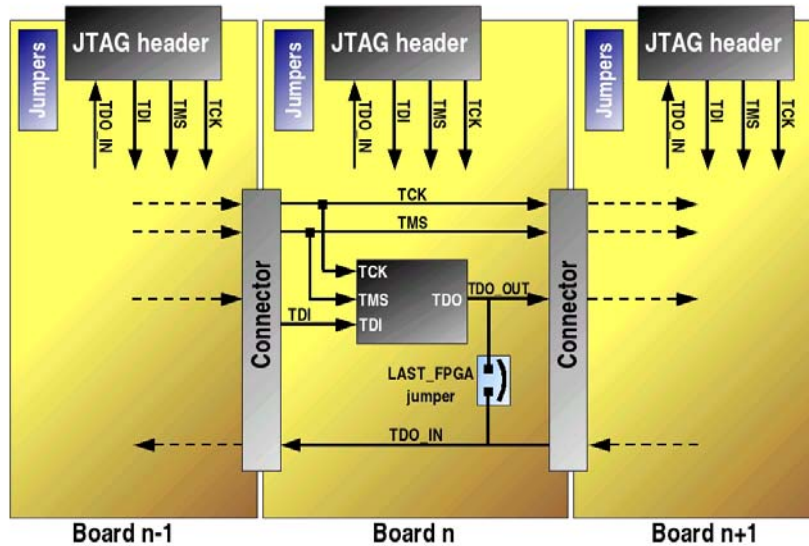 JTAG header
JTAG header
JTAG header
Jumpers
Jumpers
Jumpers
TDO_IN
TDI
TMS
TCK
TDO_IN
TDI
TMS
TCK
TDO_IN
TDI
TMS
TCK
Connector
Connector
TCK
TMS
TCK
TMS
TDI
TDO
TDI
TDO_OUT
LAST_FPGA
jumper
TDO_IN
Board n-1
Board n
Board n+1